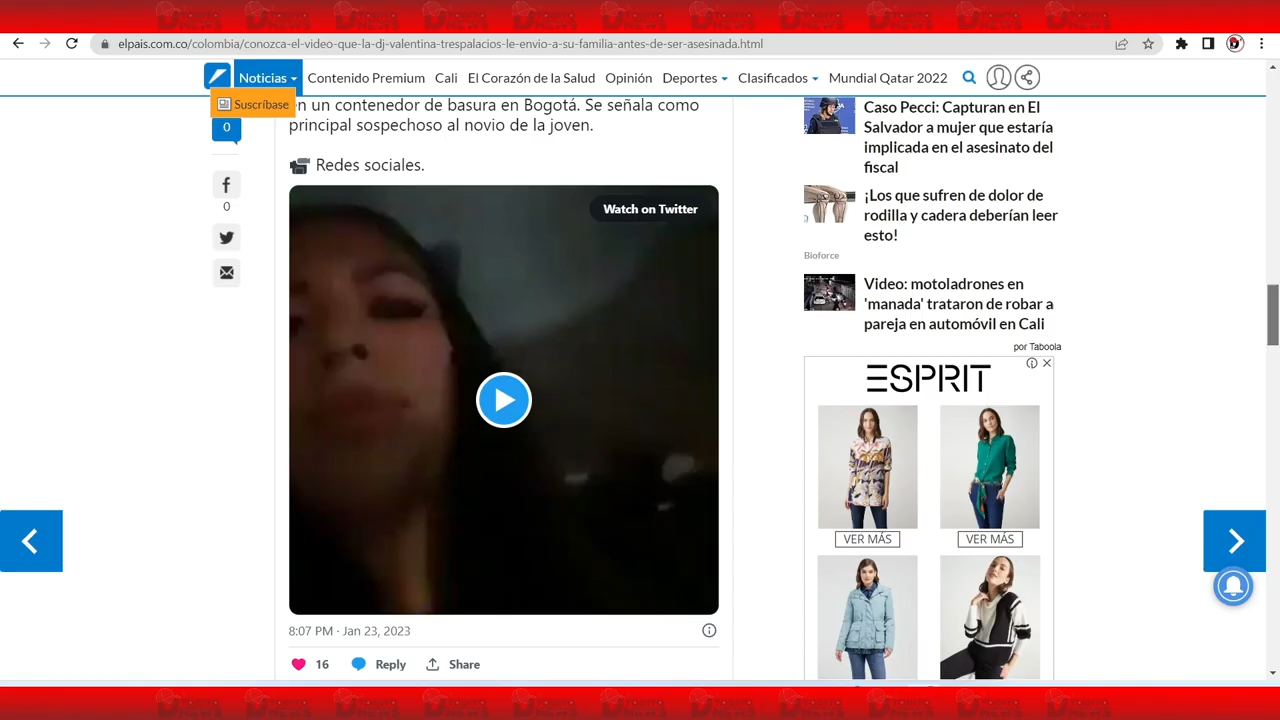 elpais.com.co/colombia/conozca-el-video-que-la-dj-valentina-trespalacios-le-envio-a-su-familia-antes-de-ser-asesinada.html
Noticias Contenido Premium Cali El Corazón de la Salud Opinión Deportes Clasificados Mundial Qatar 2022
Suscríbase
0
0
en un contenedor de basura en Bogotá. Se señala como
principal sospechoso al novio de la joven.
Redes sociales.
Watch on Twitter
8:07 PM · Jan 23, 2023
16 Reply Share
Caso Pecci: Capturan en El
Salvador a mujer que estaría
implicada en el asesinato del
fiscal
¡Los que sufren de dolor de
rodilla y cadera deberían leer
esto!
Bioforce
Video: motoladrones en
'manada' trataron de robar a
pareja en automóvil en Cali
por Taboola
ESPRIT
VER MÁS VER MÁS